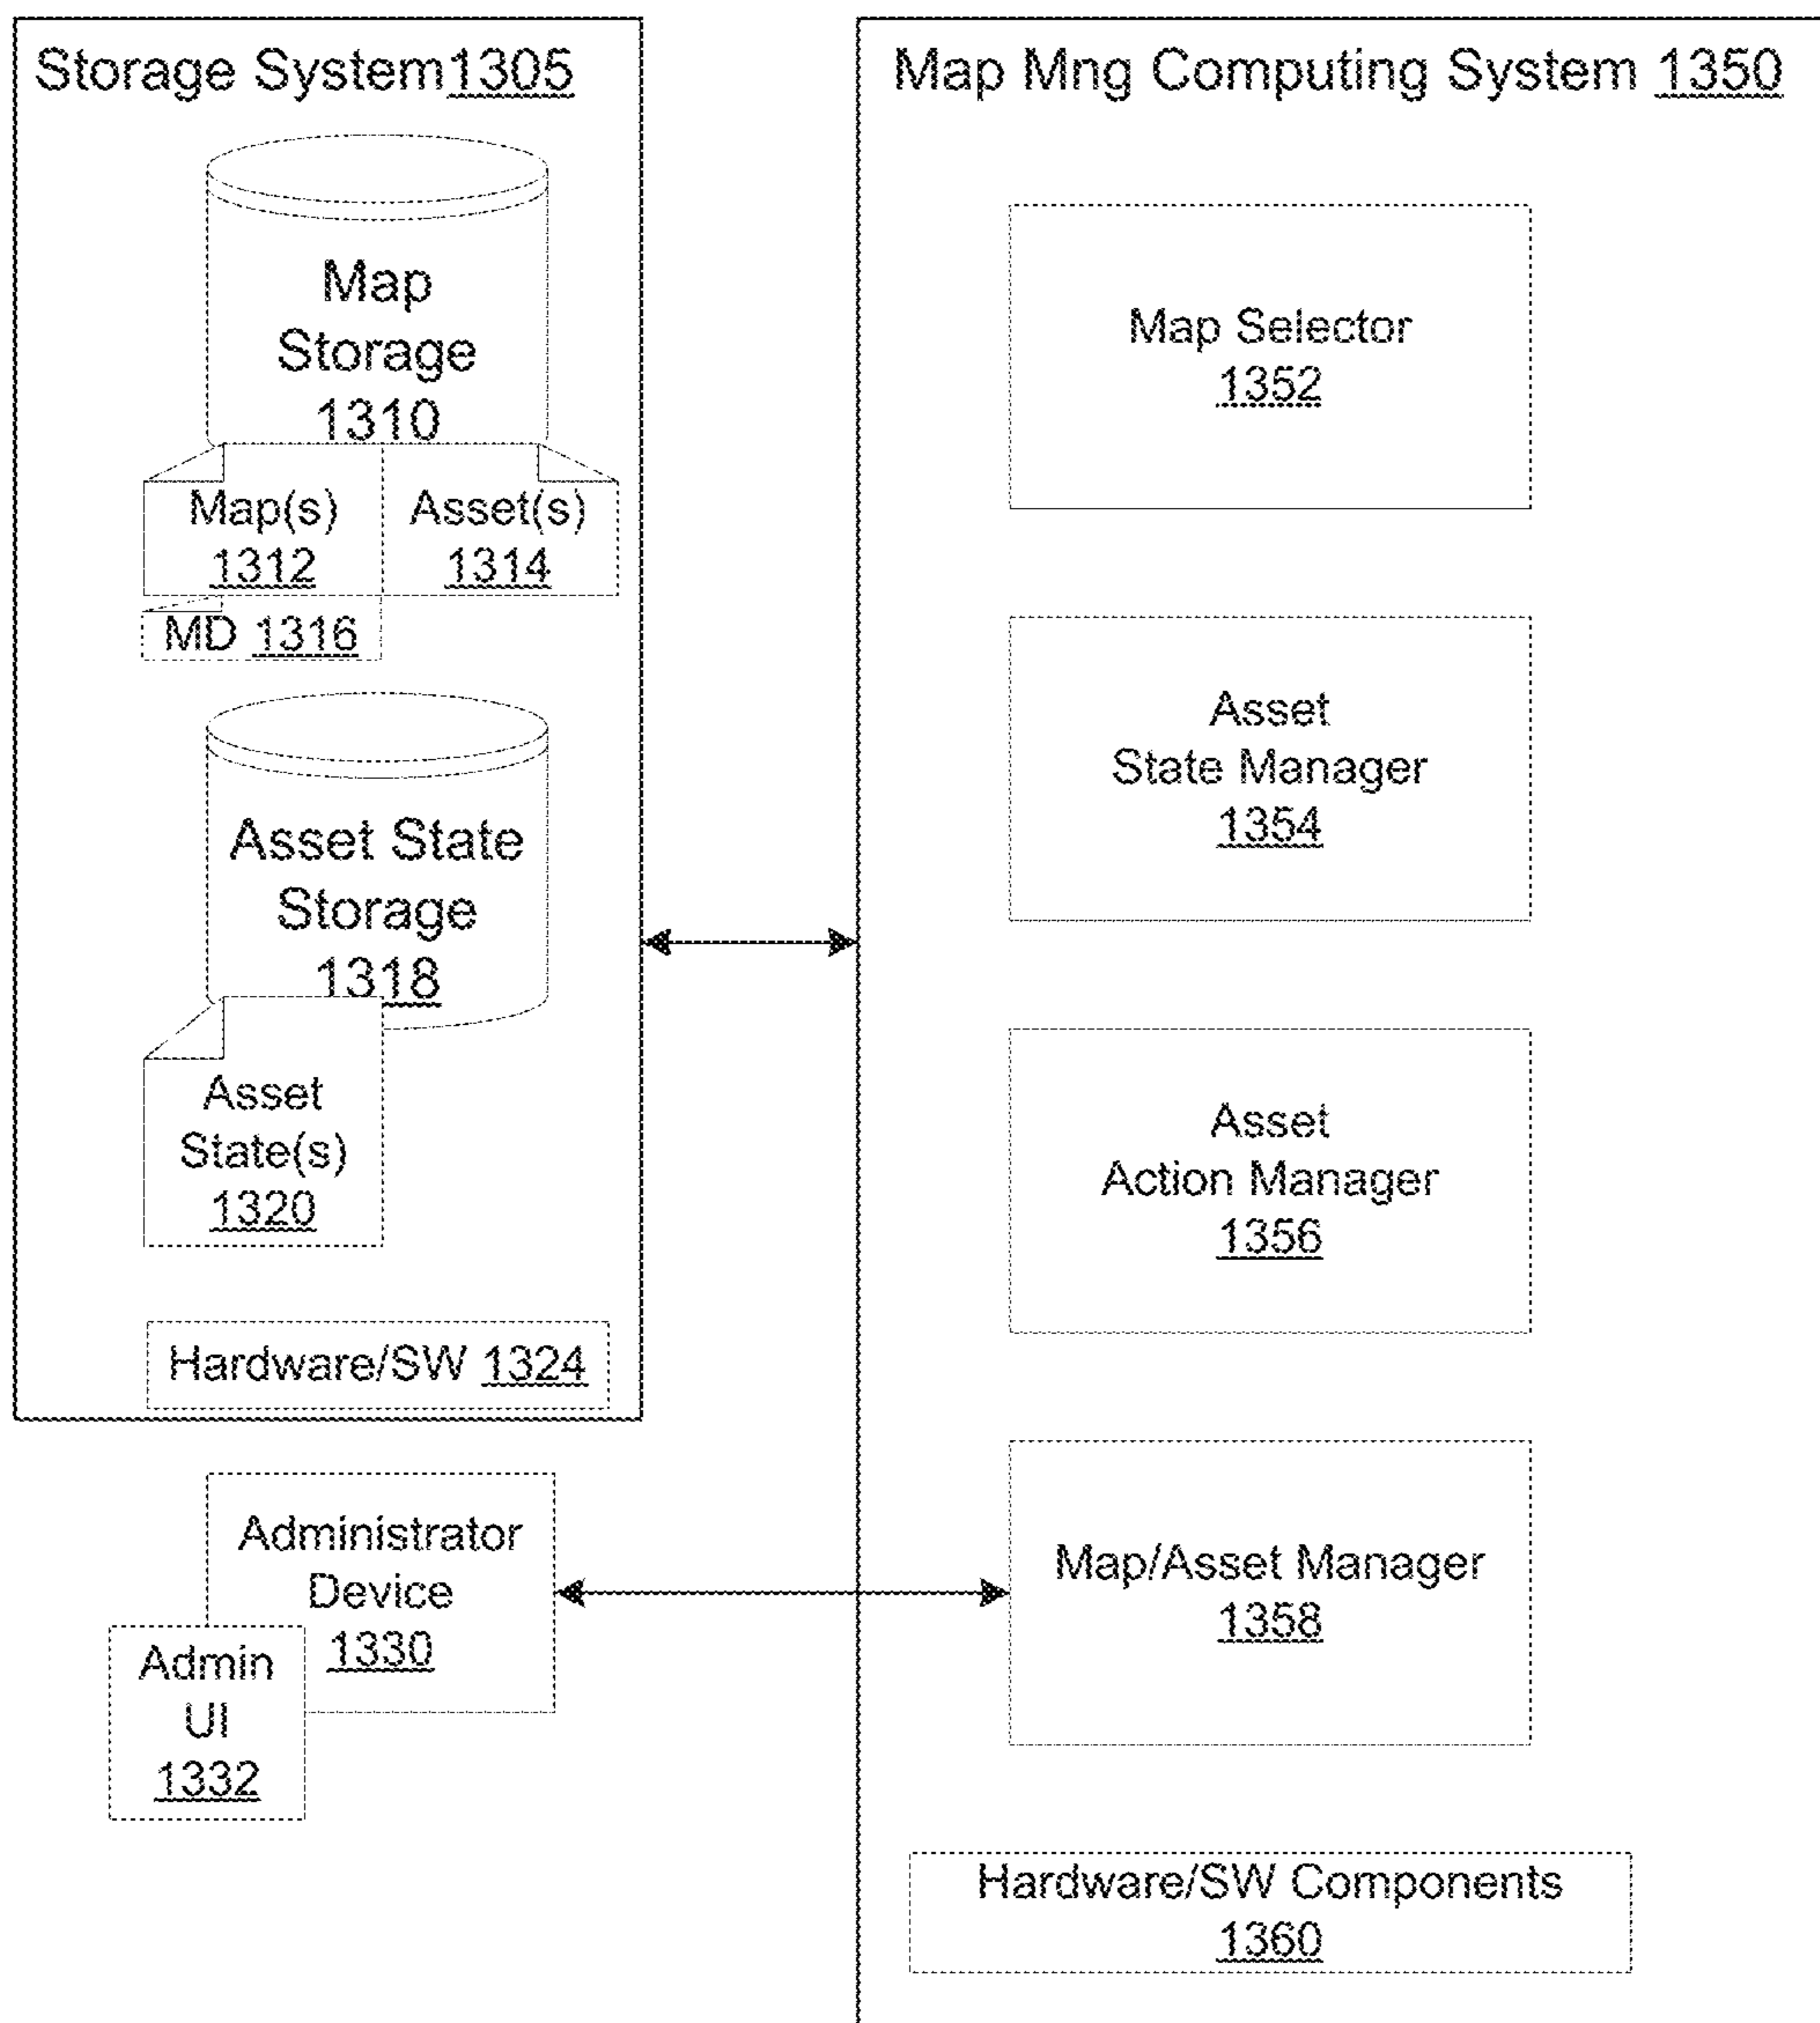 Storage System1305
Map
Storage
1310
Map(s)
1312
Asset(s)
1314
MD 1316
Asset State
Storage
1318
Asset
State(s)
1320
Hardware/SW 1324
Administrator
Device
1330
Admin
UI
1332
Map Mng Computing System 1350
Map Selector
1352
Asset
State Manager
1354
Asset
Action Manager
1356
Map/Asset Manager
1358
Hardware/SW Components
1360